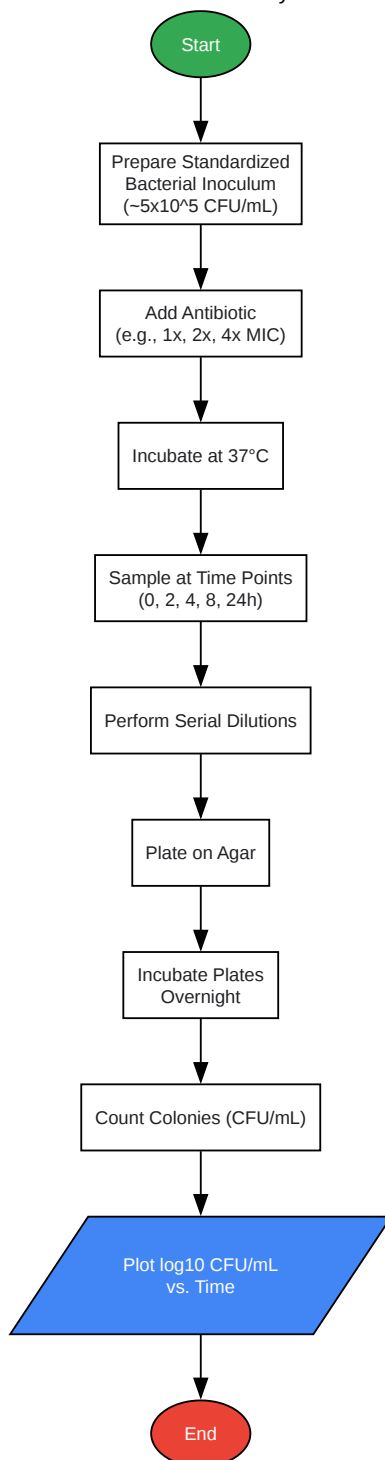 Start
Prepare Standardized
Bacterial Inoculum
(~5x10^5 CFU/mL)
Add Antibiotic
(e.g., 1x, 2x, 4x MIC)
Incubate at 37°C
Sample at Time Points
(0, 2, 4, 8, 24h)
Perform Serial Dilutions
Plate on Agar
Incubate Plates
Overnight
Count Colonies (CFU/mL)
Plot log10 CFU/mL
vs. Time
End